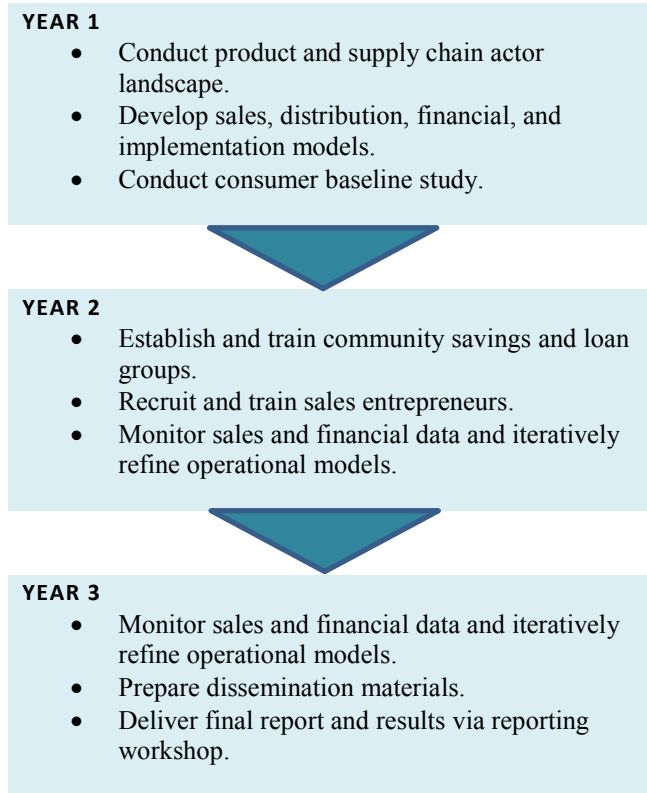 YEAR 1
• Conduct product and supply chain actor
landscape.
• Develop sales, distribution, financial, and
implementation models.
• Conduct consumer baseline study.
YEAR 2
• Establish and train community savings and loan
groups.
• Recruit and train sales entrepreneurs.
• Monitor sales and financial data and iteratively
refine operational models.
YEAR 3
• Monitor sales and financial data and iteratively
refine operational models.
• Prepare dissemination materials.
• Deliver final report and results via reporting
workshop.